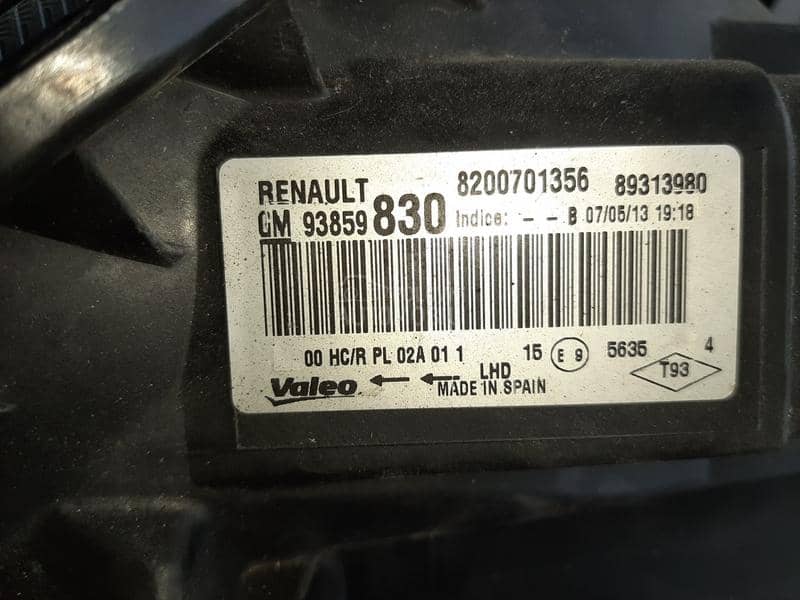 RENAULT 8200701356 89313980
GM 93859 830 Indice: - - B 07/05/13 19:18
00 HC/R PL 02A 01 1 15 E 9 5635 4
Valeo LHD T93
MADE IN SPAIN